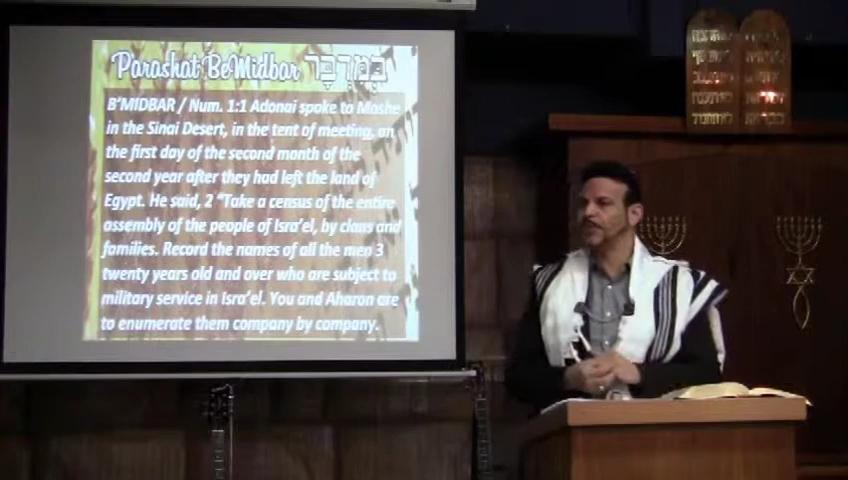 Parashat BeMidbar בְּמִדְבַּר
B'MIDBAR / Num. 1:1 Adonai spoke to Moshe
in the Sinai Desert, in the tent of meeting, on
the first day of the second month of the
second year after they had left the land of
Egypt. He said, 2 "Take a census of the entire
assembly of the people of Isra'el, by clans and
families. Record the names of all the men 3
twenty years old and over who are subject to
military service in Isra'el. You and Aharon are
to enumerate them company by company.